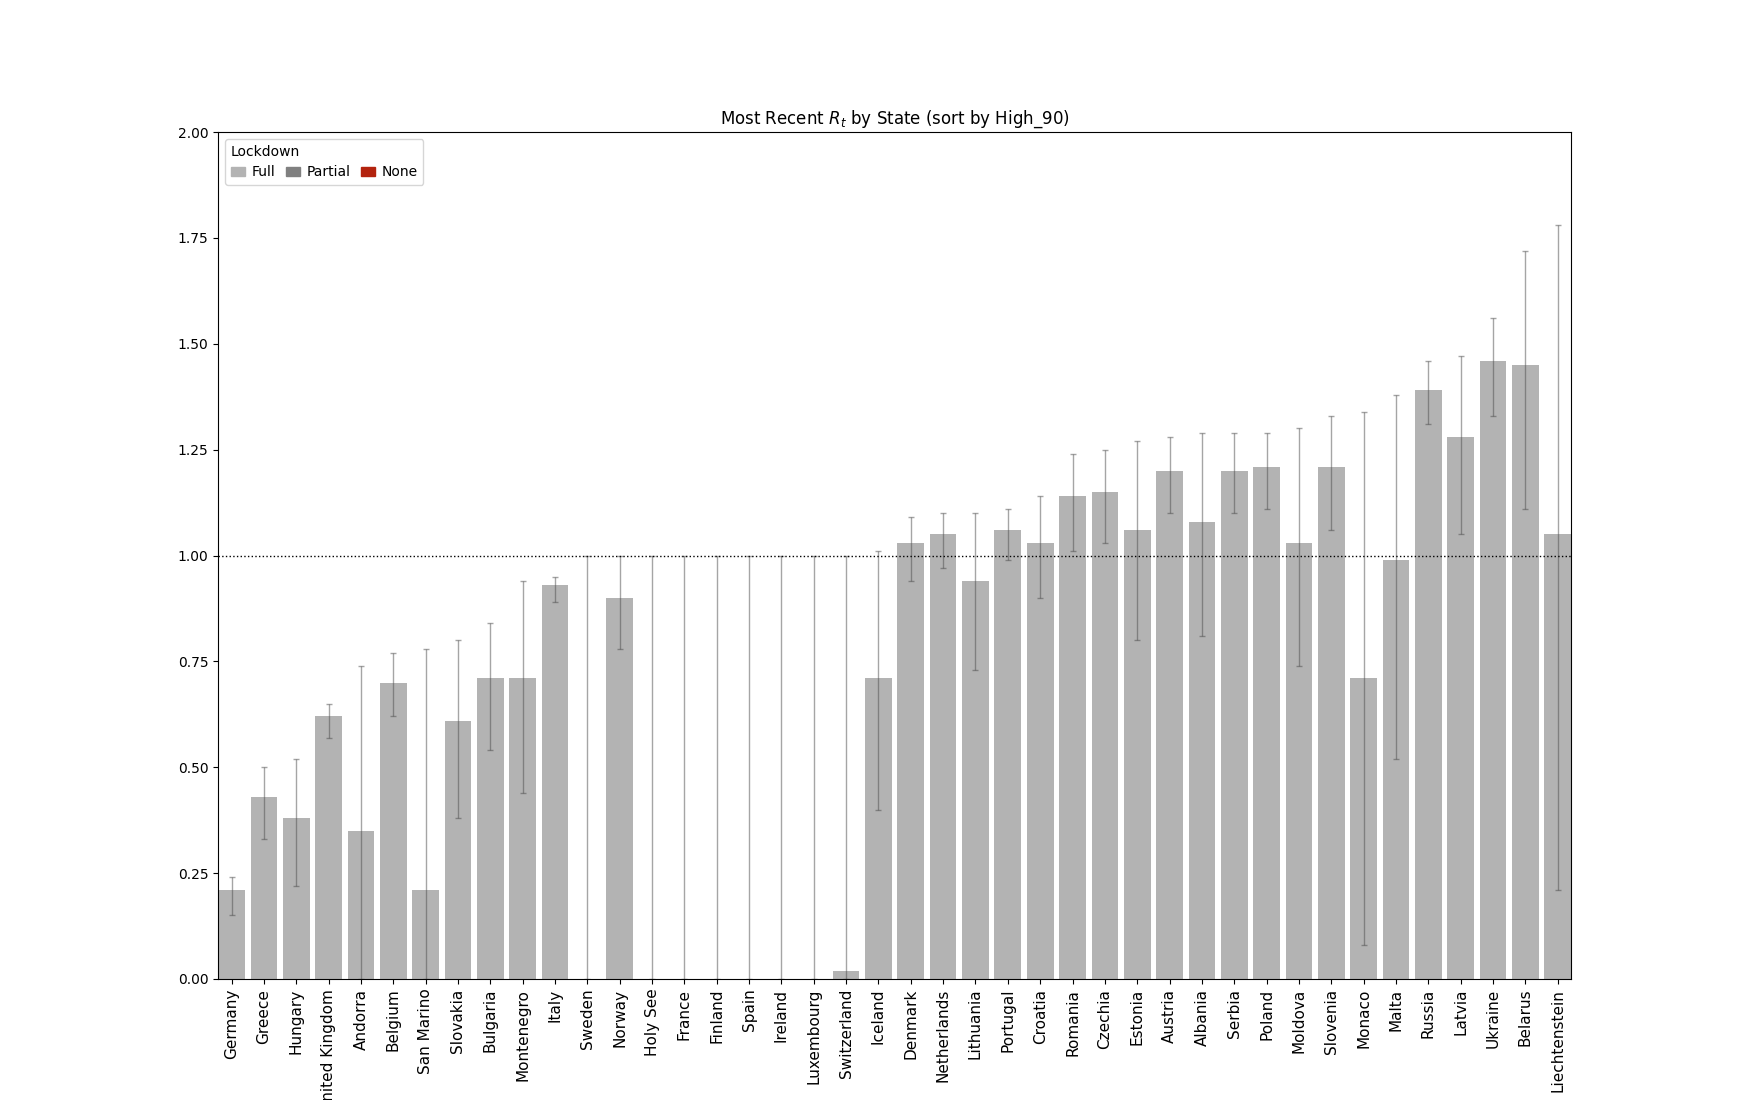 Most Recent R_t by State (sort by High_90)
2.00
Lockdown
Full Partial None
1.75
1.50
1.25
1.00
0.75
0.50
0.25
0.00
Germany
Greece
Hungary
nited Kingdom
Andorra
Belgium
San Marino
Slovakia
Bulgaria
Montenegro
Italy
Sweden
Norway
Holy See
France
Finland
Spain
Ireland
Luxembourg
Switzerland
Iceland
Denmark
Netherlands
Lithuania
Portugal
Croatia
Romania
Czechia
Estonia
Austria
Albania
Serbia
Poland
Moldova
Slovenia
Monaco
Malta
Russia
Latvia
Ukraine
Belarus
Liechtenstein